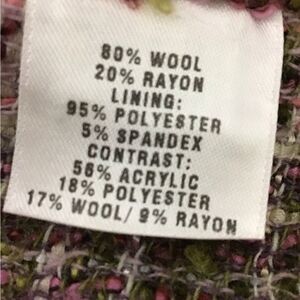 80% WOOL
20% RAYON
LINING:
95% POLYESTER
5% SPANDEX
CONTRAST:
56% ACRYLIC
18% POLYESTER
17% WOOL/ 9% RAYON